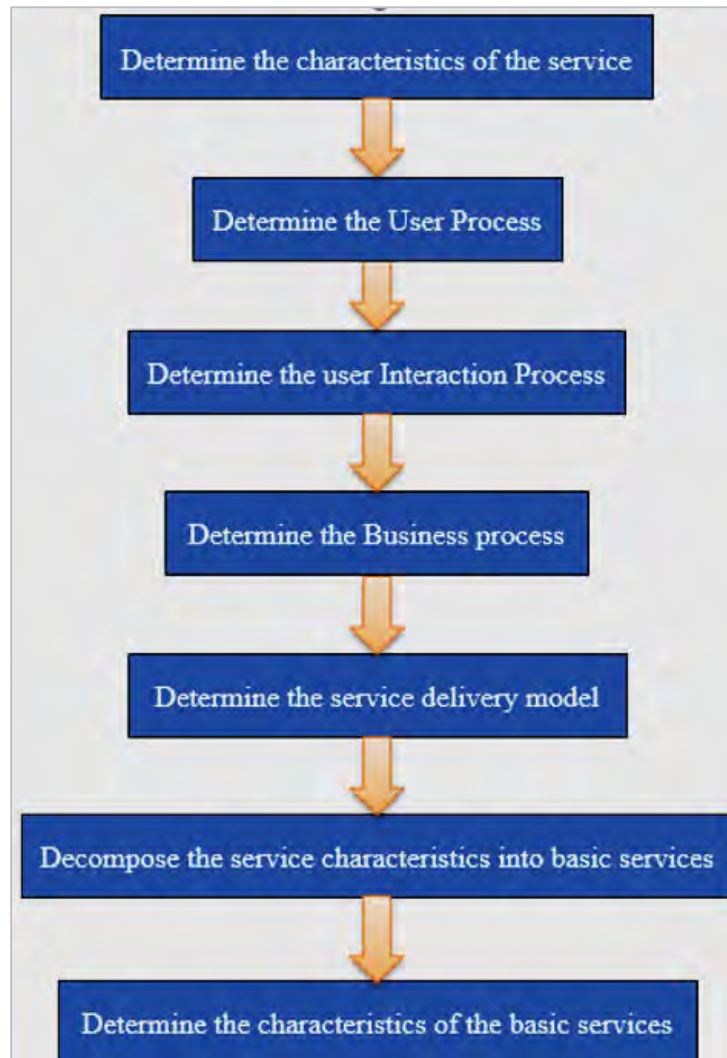 Determine the characteristics of the service
Determine the User Process
Determine the user Interaction Process
Determine the Business process
Determine the service delivery model
Decompose the service characteristics into basic services
Determine the characteristics of the basic services